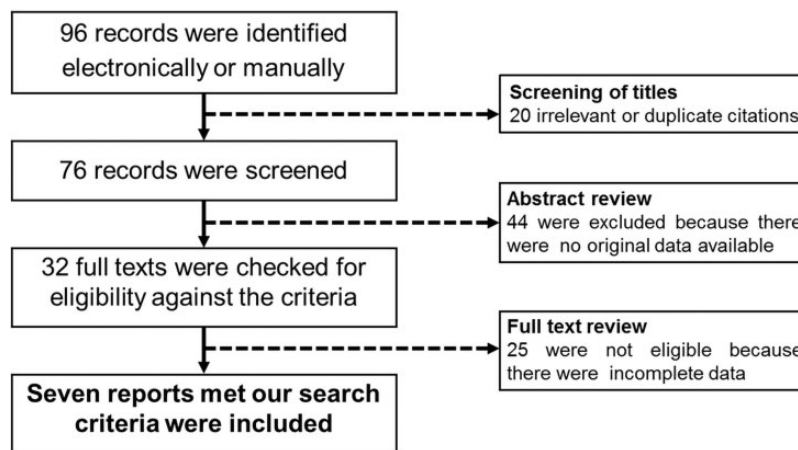 96 records were identified
electronically or manually
Screening of titles
20 irrelevant or duplicate citations
76 records were screened
Abstract review
44 were excluded because there
were no original data available
32 full texts were checked for
eligibility against the criteria
Full text review
25 were not eligible because
there were incomplete data
Seven reports met our search
criteria were included